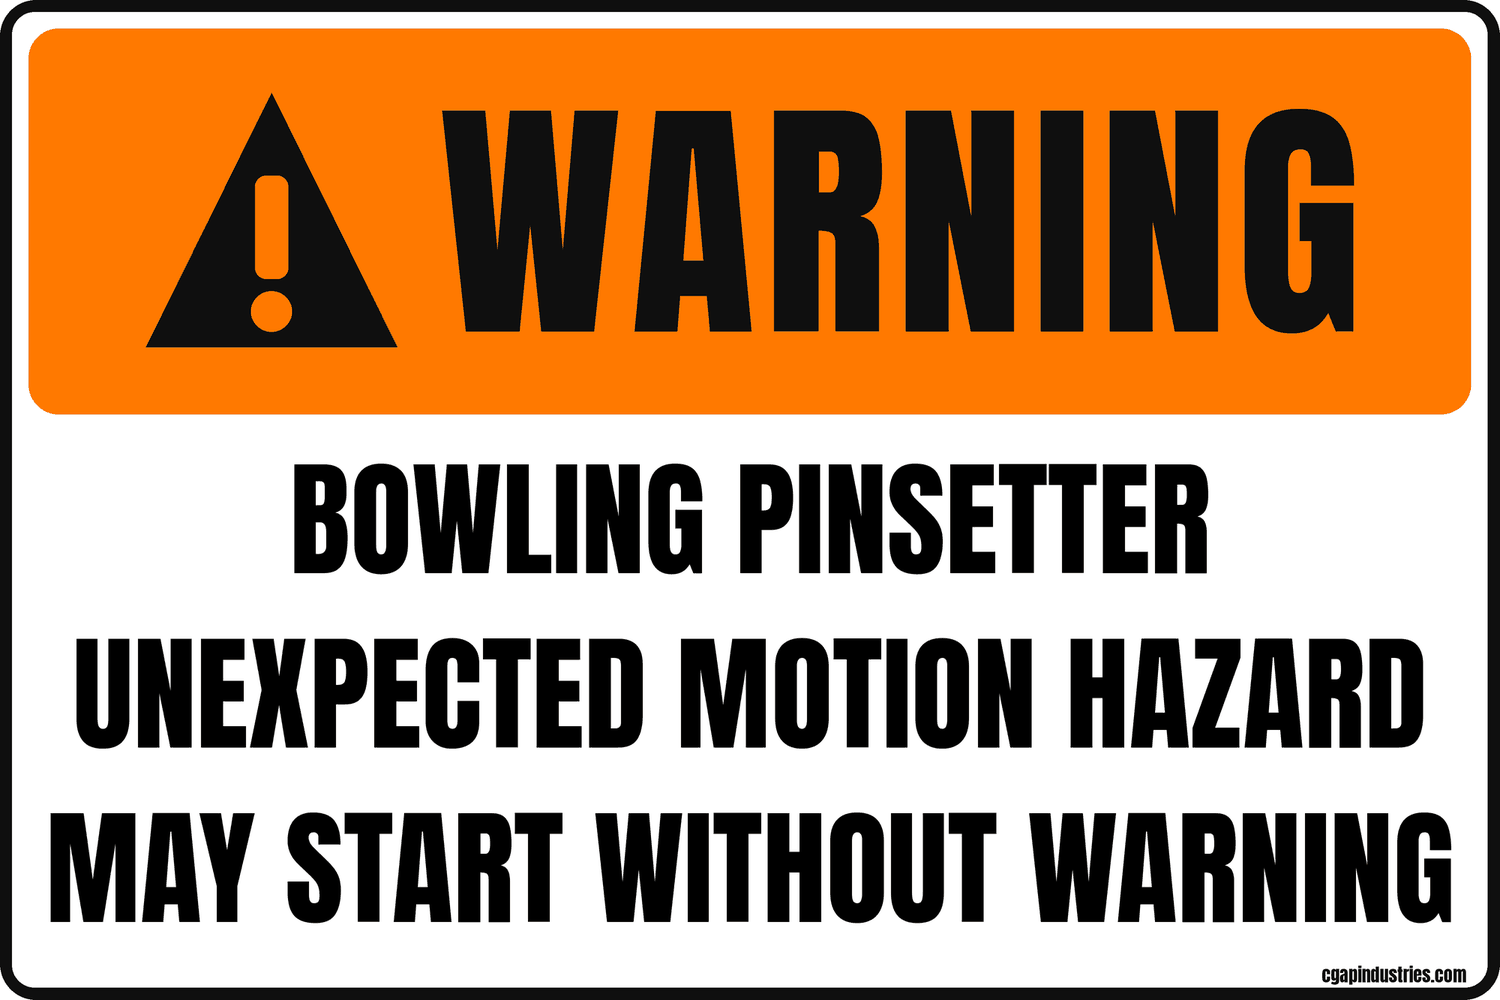 WARNING
BOWLING PINSETTER
UNEXPECTED MOTION HAZARD
MAY START WITHOUT WARNING
cgapindustries.com